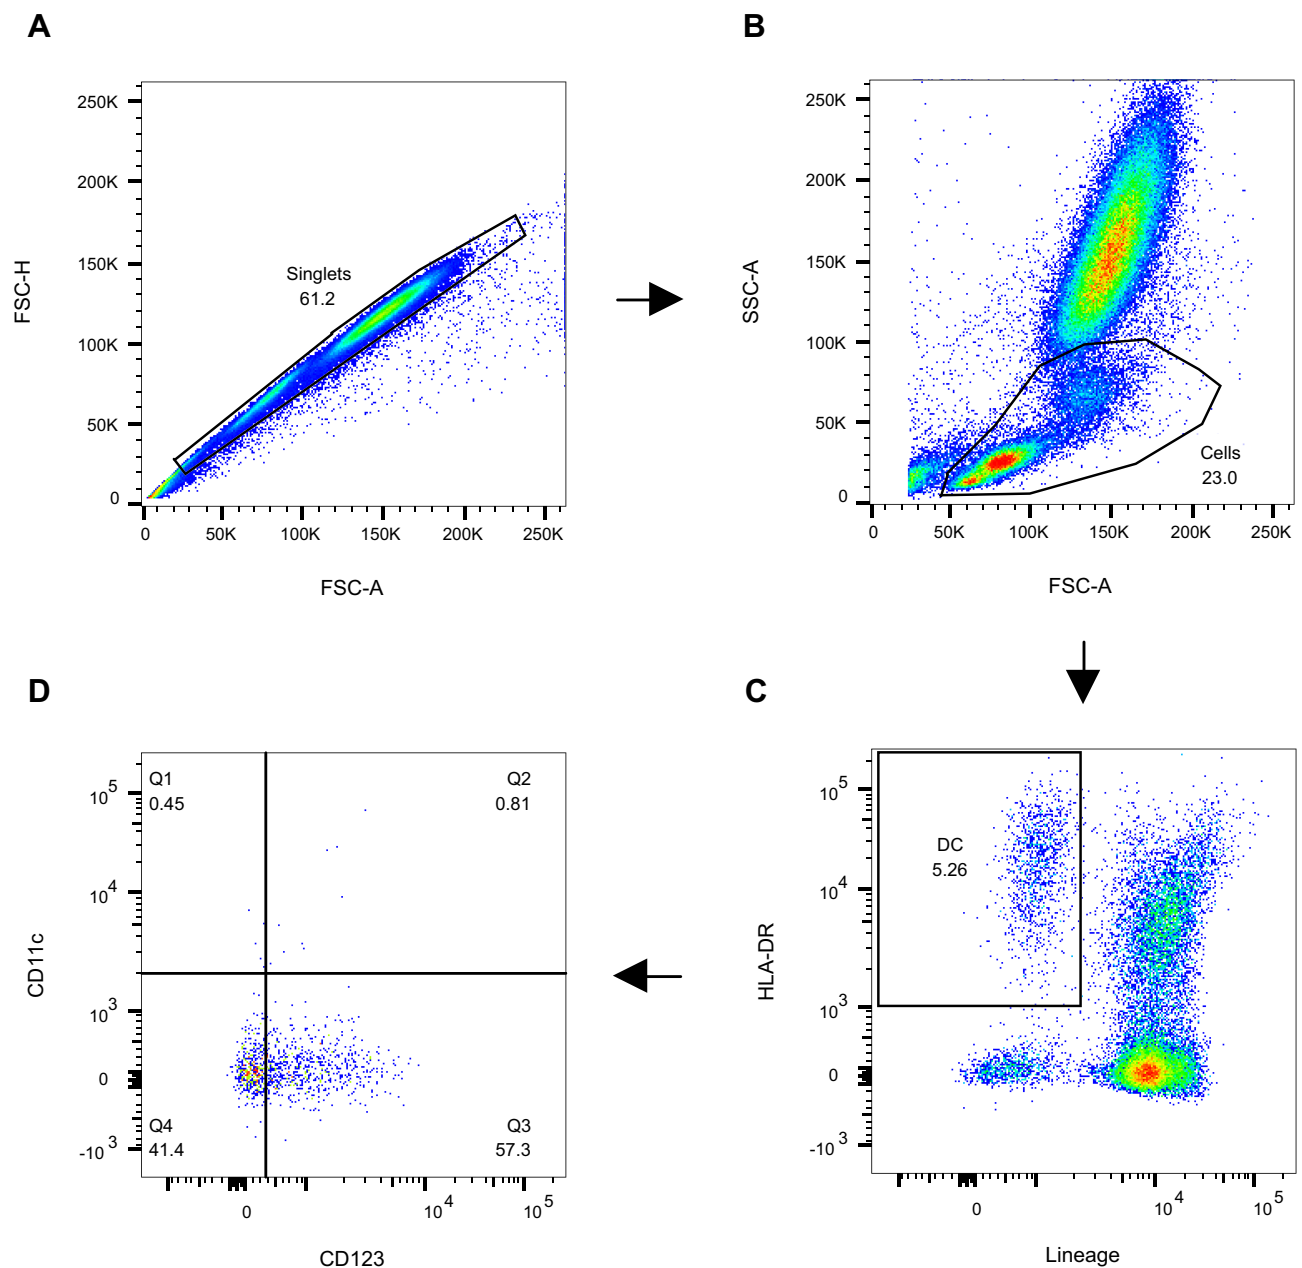 A
250K
200K
150K
100K
50K
0
FSC-H
Singlets
61.2
0
50K
100K
150K
200K
250K
FSC-A
B
250K
200K
150K
100K
50K
0
SSC-A
Cells
23.0
0
50K
100K
150K
200K
250K
FSC-A
D
10^5
10^4
10^3
0
-10^3
CD11c
Q1
0.45
Q2
0.81
Q4
41.4
Q3
57.3
0
10^4
10^5
CD123
C
10^5
10^4
10^3
0
-10^3
HLA-DR
DC
5.26
0
10^4
10^5
Lineage